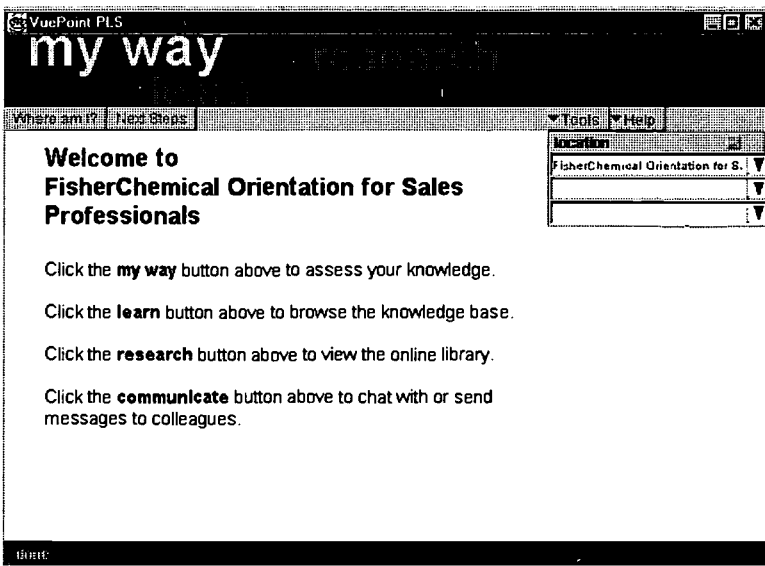 VuePoint PLS
my way
research
learn
Where am I? Next Steps
Tools Help
location
FisherChemical Orientation for S.
Welcome to
FisherChemical Orientation for Sales
Professionals
Click the my way button above to assess your knowledge.
Click the learn button above to browse the knowledge base.
Click the research button above to view the online library.
Click the communicate button above to chat with or send
messages to colleagues.